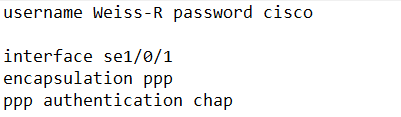 username Weiss-R password cisco
interface se1/0/1
encapsulation ppp
ppp authentication chap